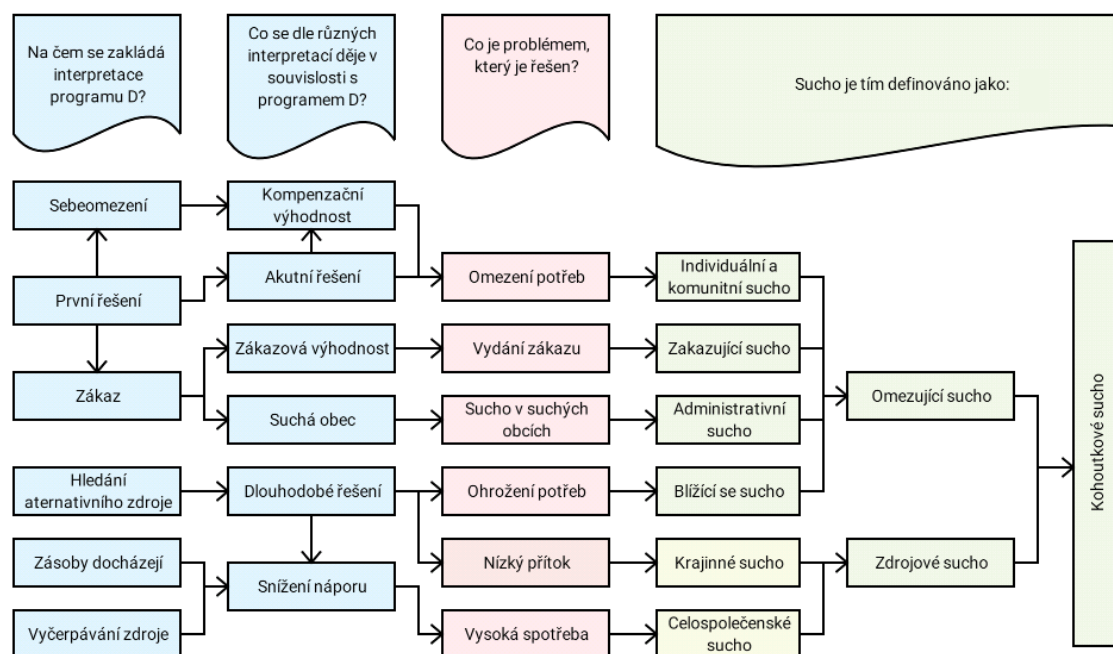 Na čem se zakládá
interpretace
programu D?
Co se dle různých
interpretací děje v
souvislosti s
programem D?
Co je problémem,
který je řešen?
Sucho je tím definováno jako:
Sebeomezení
Kompenzační
výhodnost
První řešení
Akutní řešení
Omezení potřeb
Individuální a
komunitní sucho
Zákazová výhodnost
Vydání zákazu
Zakazující sucho
Zákaz
Suchá obec
Sucho v suchých
obcích
Administrativní
sucho
Omezující sucho
Kohoutkové sucho
Hledání
aternativního zdroje
Dlouhodobé řešení
Ohrožení potřeb
Blížící se sucho
Zásoby docházejí
Snížení náporu
Nízký přítok
Krajinné sucho
Zdrojové sucho
Vyčerpávání zdroje
Vysoká spotřeba
Celospolečenské
sucho